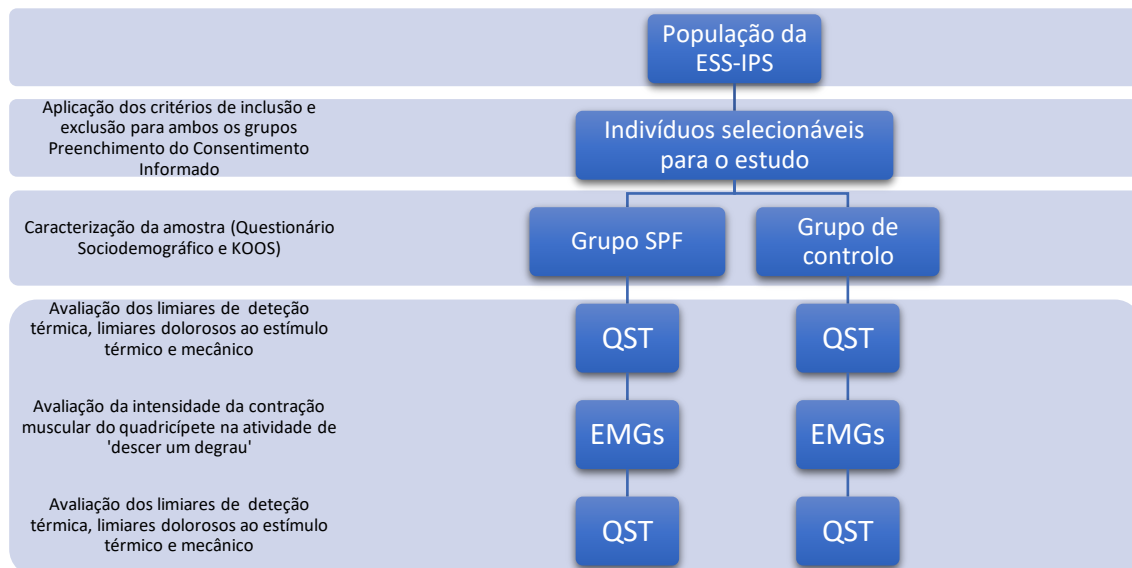 População da
ESS-IPS
Aplicação dos critérios de inclusão e
exclusão para ambos os grupos
Preenchimento do Consentimento
Informado
Indivíduos selecionáveis
para o estudo
Caracterização da amostra (Questionário
Sociodemográfico e KOOS)
Grupo SPF
Grupo de
controlo
Avaliação dos limiares de deteção
térmica, limiares dolorosos ao estímulo
térmico e mecânico
QST
QST
Avaliação da intensidade da contração
muscular do quadricípete na atividade de
'descer um degrau'
EMGs
EMGs
Avaliação dos limiares de deteção
térmica, limiares dolorosos ao estímulo
térmico e mecânico
QST
QST